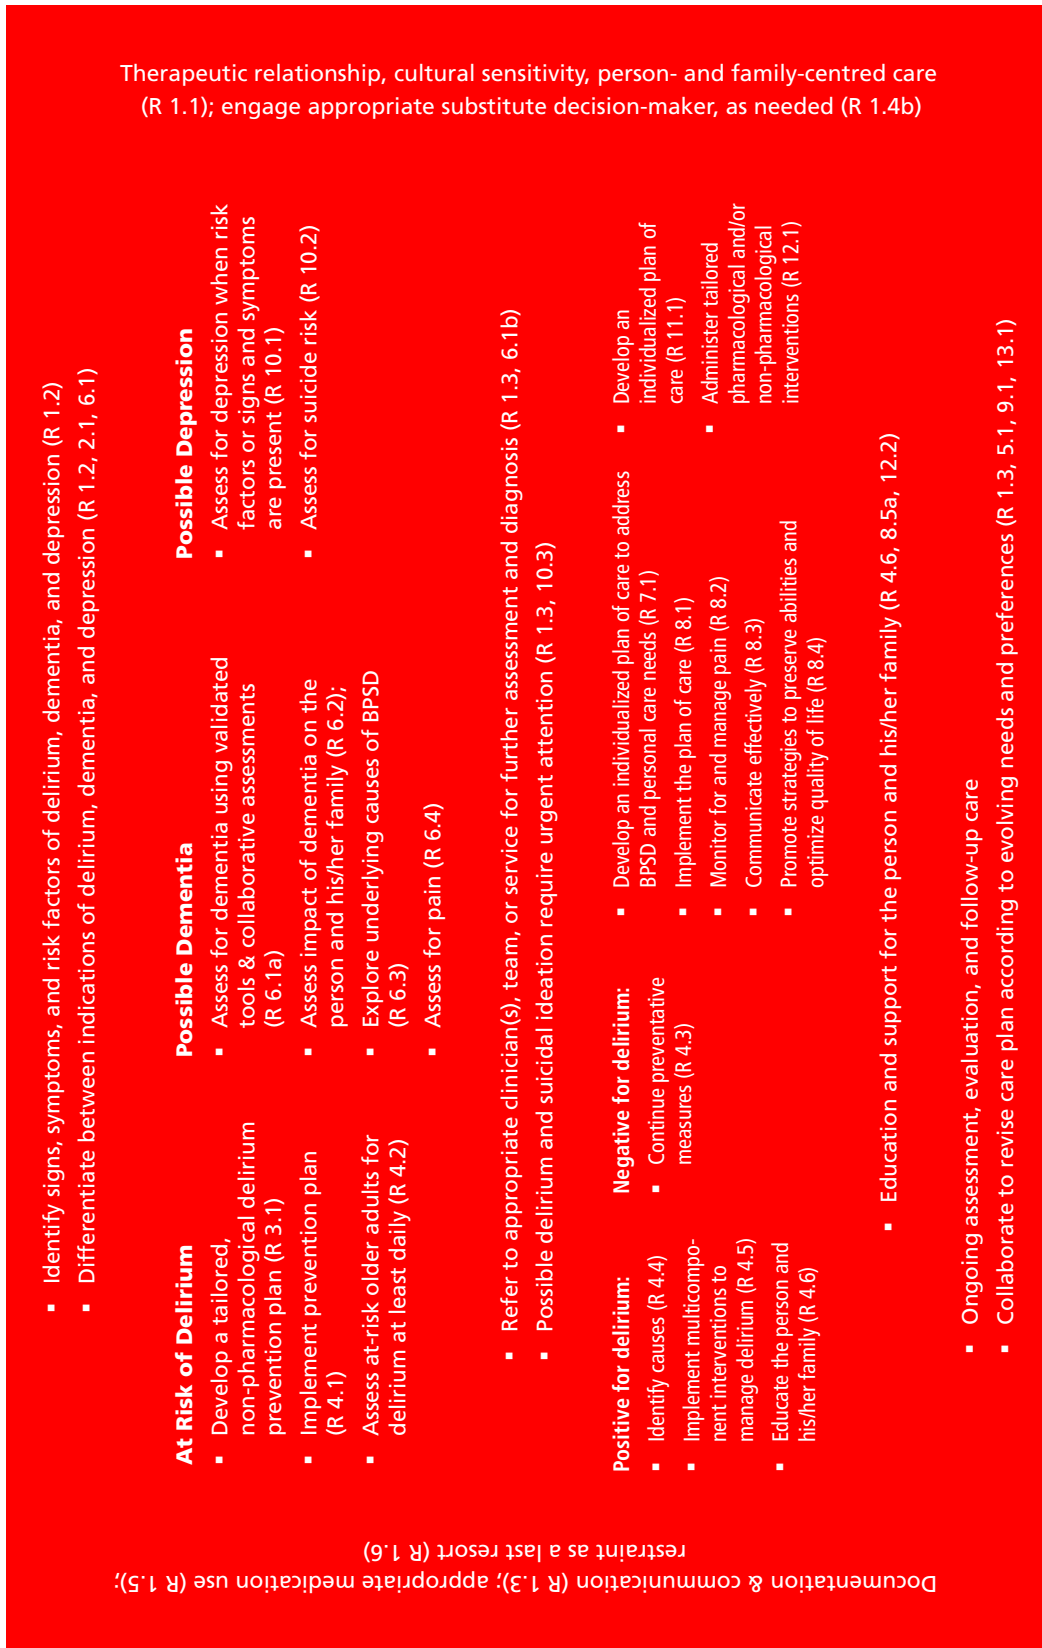 Therapeutic relationship, cultural sensitivity, person- and family-centred care
(R 1.1); engage appropriate substitute decision-maker, as needed (R 1.4b)
▪ Identify signs, symptoms, and risk factors of delirium, dementia, and depression (R 1.2)
▪ Differentiate between indications of delirium, dementia, and depression (R 1.2, 2.1, 6.1)
At Risk of Delirium
▪ Develop a tailored,
non-pharmacological delirium
prevention plan (R 3.1)
▪ Implement prevention plan
(R 4.1)
▪ Assess at-risk older adults for
delirium at least daily (R 4.2)
Possible Dementia
▪ Assess for dementia using validated
tools & collaborative assessments
(R 6.1a)
▪ Assess impact of dementia on the
person and his/her family (R 6.2);
▪ Explore underlying causes of BPSD
(R 6.3)
▪ Assess for pain (R 6.4)
Possible Depression
▪ Assess for depression when risk
factors or signs and symptoms
are present (R 10.1)
▪ Assess for suicide risk (R 10.2)
▪ Refer to appropriate clinician(s), team, or service for further assessment and diagnosis (R 1.3, 6.1b)
▪ Possible delirium and suicidal ideation require urgent attention (R 1.3, 10.3)
Positive for delirium:
▪ Identify causes (R 4.4)
▪ Implement multicompo-
nent interventions to
manage delirium (R 4.5)
▪ Educate the person and
his/her family (R 4.6)
Negative for delirium:
▪ Continue preventative
measures (R 4.3)
▪ Develop an individualized plan of care to address
BPSD and personal care needs (R 7.1)
▪ Implement the plan of care (R 8.1)
▪ Monitor for and manage pain (R 8.2)
▪ Communicate effectively (R 8.3)
▪ Promote strategies to preserve abilities and
optimize quality of life (R 8.4)
▪ Develop an
individualized plan of
care (R 11.1)
▪ Administer tailored
pharmacological and/or
non-pharmacological
interventions (R 12.1)
▪ Education and support for the person and his/her family (R 4.6, 8.5a, 12.2)
▪ Ongoing assessment, evaluation, and follow-up care
▪ Collaborate to revise care plan according to evolving needs and preferences (R 1.3, 5.1, 9.1, 13.1)
Documentation & communication (R 1.3); appropriate medication use (R 1.5);
restraint as a last resort (R 1.6)